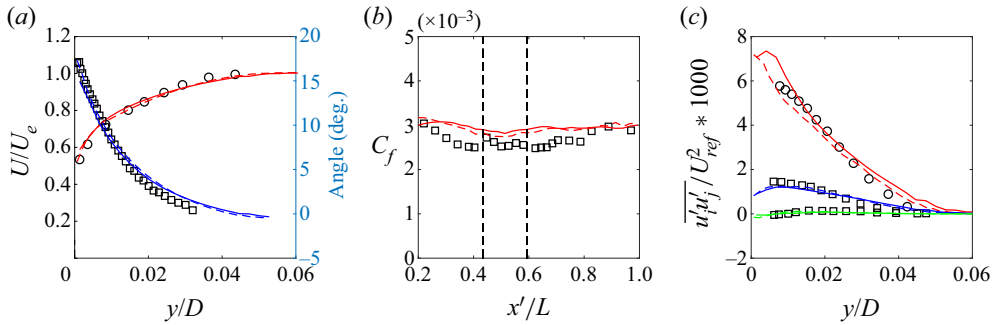 (a)
1.2
1.0
0.8
0.6
0.4
0.2
U/U_e
20
15
10
5
0
−5
Angle (deg.)
0 0.02 0.04 0.06
y/D
(b)
(×10⁻³)
5
4
3
2
1
0
C_f
0.2 0.4 0.6 0.8 1.0
x′/L
(c)
8
6
4
2
0
−2
\overline{u′_i u′_j}/U²_{ref} * 1000
0 0.02 0.04 0.06
y/D